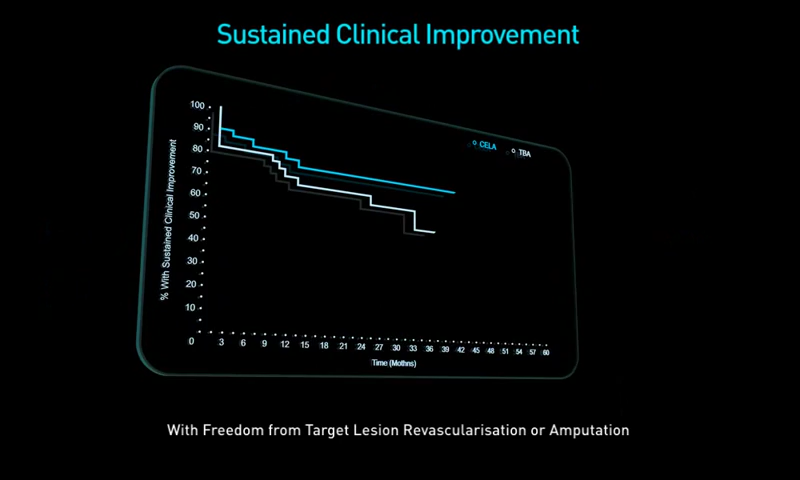 Sustained Clinical Improvement
CELA TBA
% With Sustained Clinical Improvement
100
90
80
70
60
50
40
30
20
10
0 3 6 9 12 15 18 21 24 27 30 33 36 39 42 45 48 51 54 57 60
Time (Mothns)
With Freedom from Target Lesion Revascularisation or Amputation